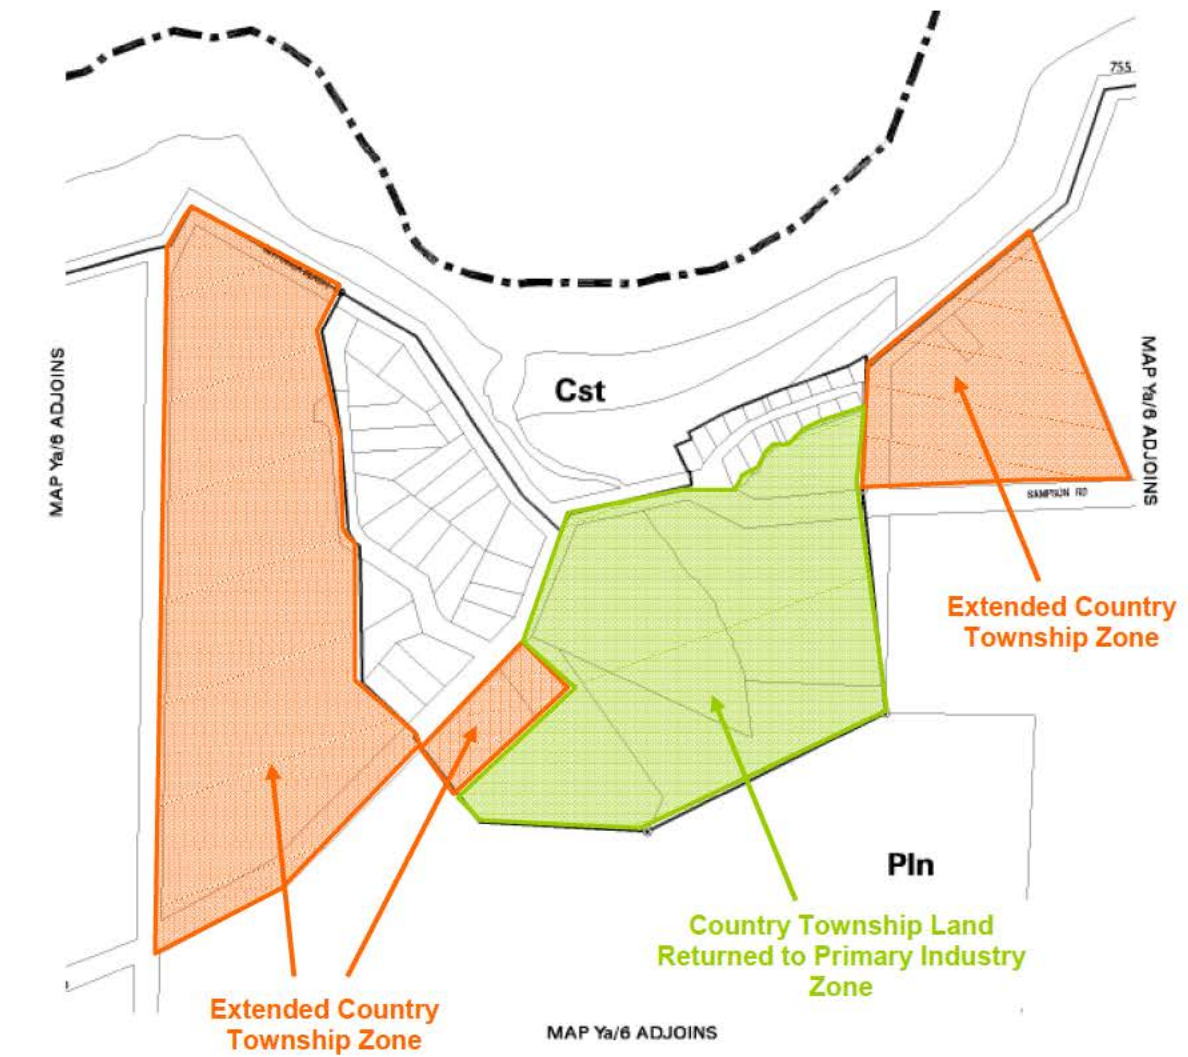 755
MAP Ya/6 ADJOINS
MAP Ya/6 ADJOINS
Cst
SAMPSON RD
Extended Country
Township Zone
Pln
Country Township Land
Returned to Primary Industry
Zone
Extended Country
Township Zone
MAP Ya/6 ADJOINS